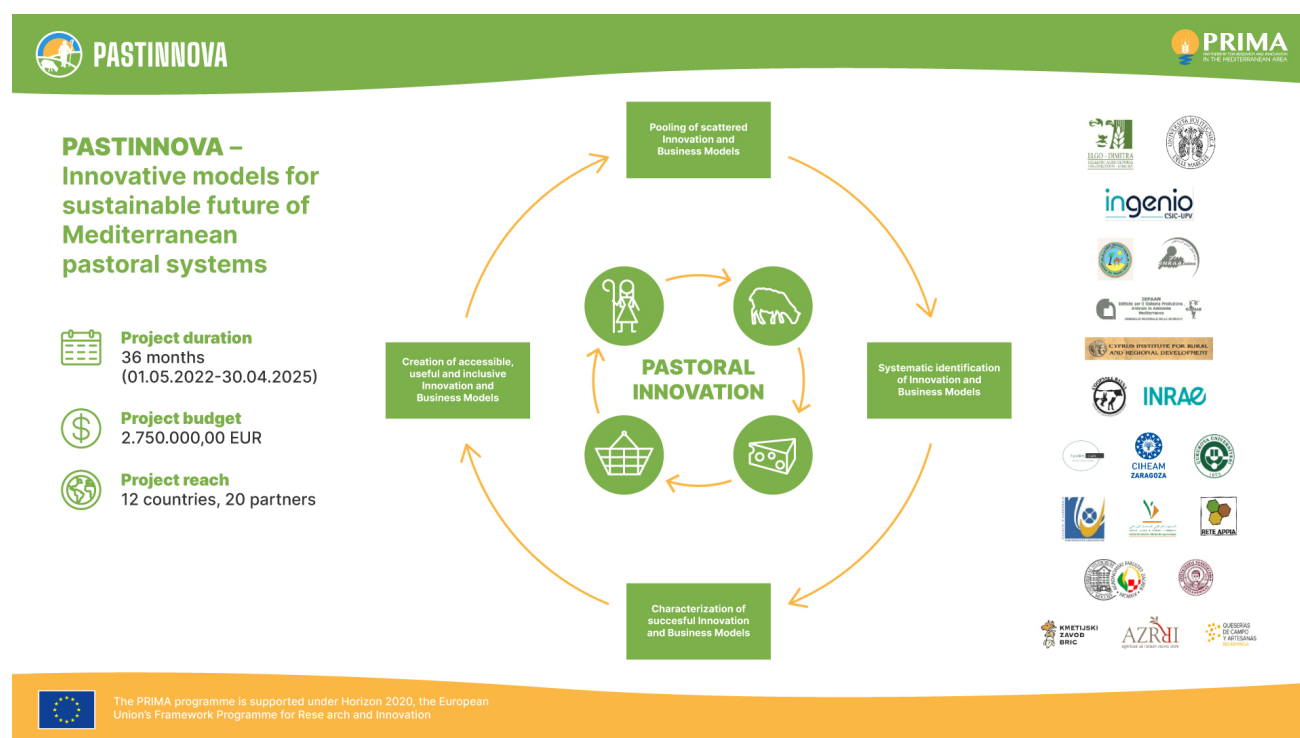 PASTINNOVA
PRIMA
PARTNERSHIP FOR RESEARCH AND INNOVATION
IN THE MEDITERRANEAN AREA
PASTINNOVA –
Innovative models for
sustainable future of
Mediterranean
pastoral systems
Project duration
36 months
(01.05.2022-30.04.2025)
Project budget
2.750.000,00 EUR
Project reach
12 countries, 20 partners
Pooling of scattered
Innovation and
Business Models
Systematic identification
of Innovation and
Business Models
Characterization of
succesful Innovation
and Business Models
Creation of accessible,
useful and inclusive
Innovation and
Business Models
PASTORAL
INNOVATION
ELGO - DIMITRA
UNIVERSITÀ POLITECNICA
DELLE MARCHE
ingenio
CSIC-UPV
CYPRUS INSTITUTE FOR RURAL
AND REGIONAL DEVELOPMENT
INRAE
CIHEAM
ZARAGOZA
RETE APPIA
KMETIJSKI
ZAVOD
BRIC
AZRRI
QUESERÍAS
DE CAMPO
Y ARTESANAS
The PRIMA programme is supported under Horizon 2020, the European
Union's Framework Programme for Rese arch and Innovation